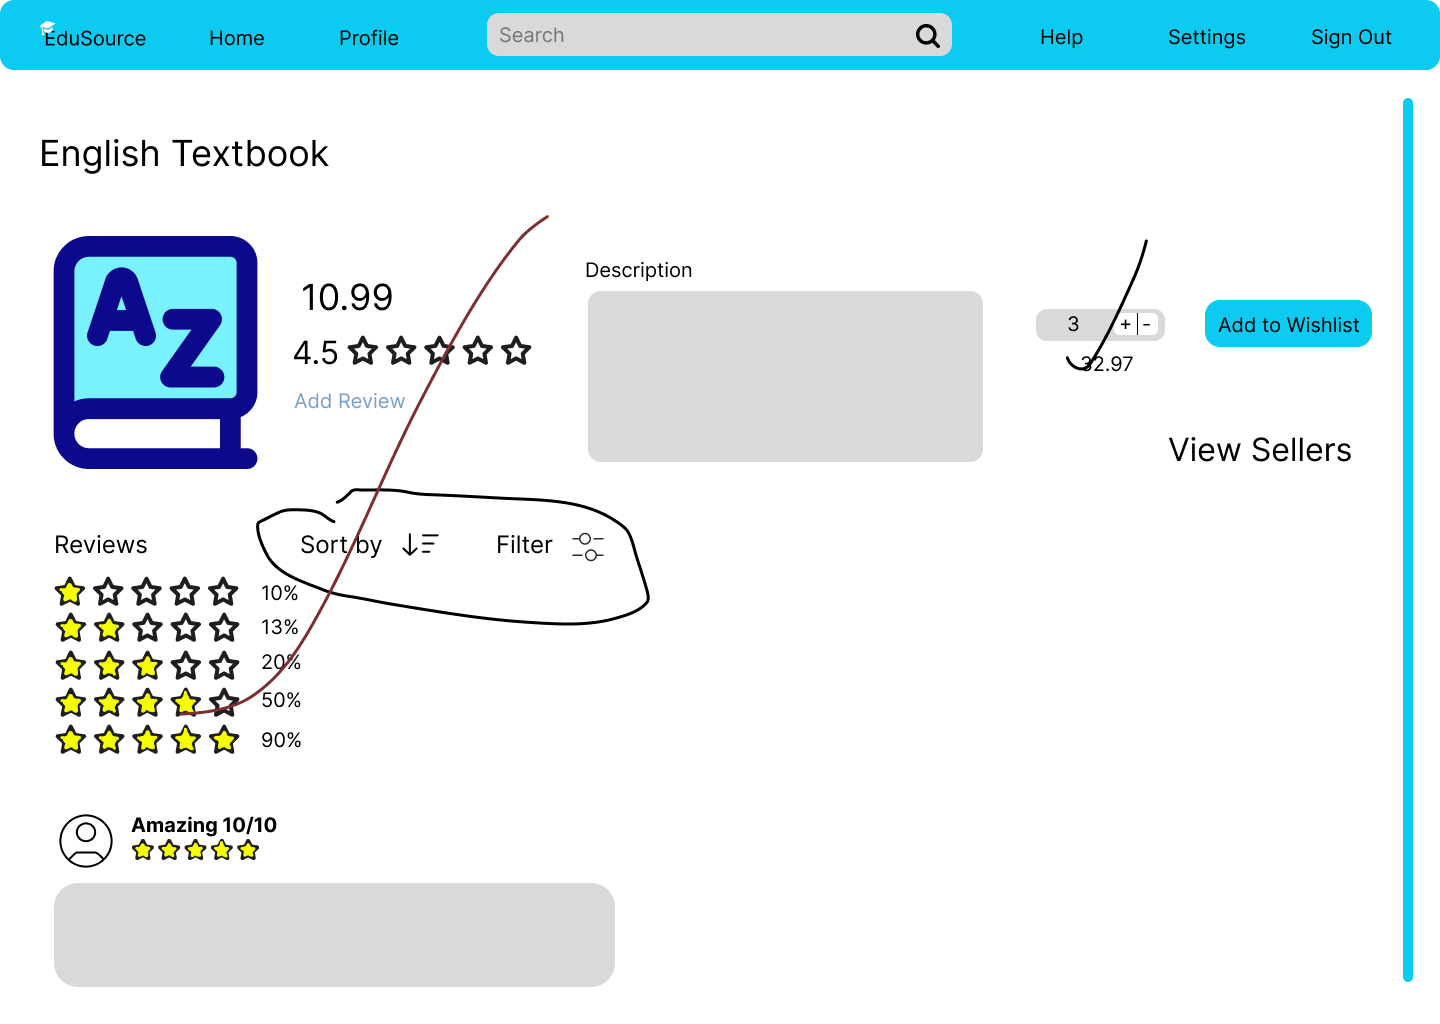 EduSource Home Profile Search Help Settings Sign Out
English Textbook
AZ
10.99
4.5
Add Review
Description
3 + | -
32.97
Add to Wishlist
View Sellers
Reviews Sort by Filter
10%
13%
20%
50%
90%
Amazing 10/10